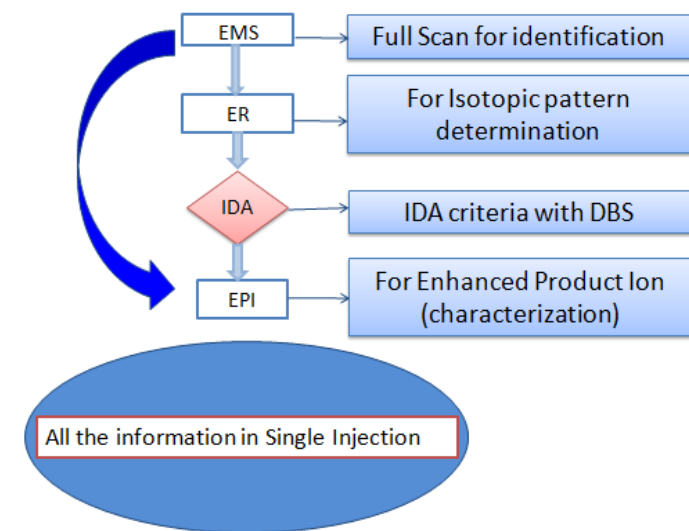 EMS
Full Scan for identification
ER
For Isotopic pattern
determination
IDA
IDA criteria with DBS
EPI
For Enhanced Product Ion
(characterization)
All the information in Single Injection